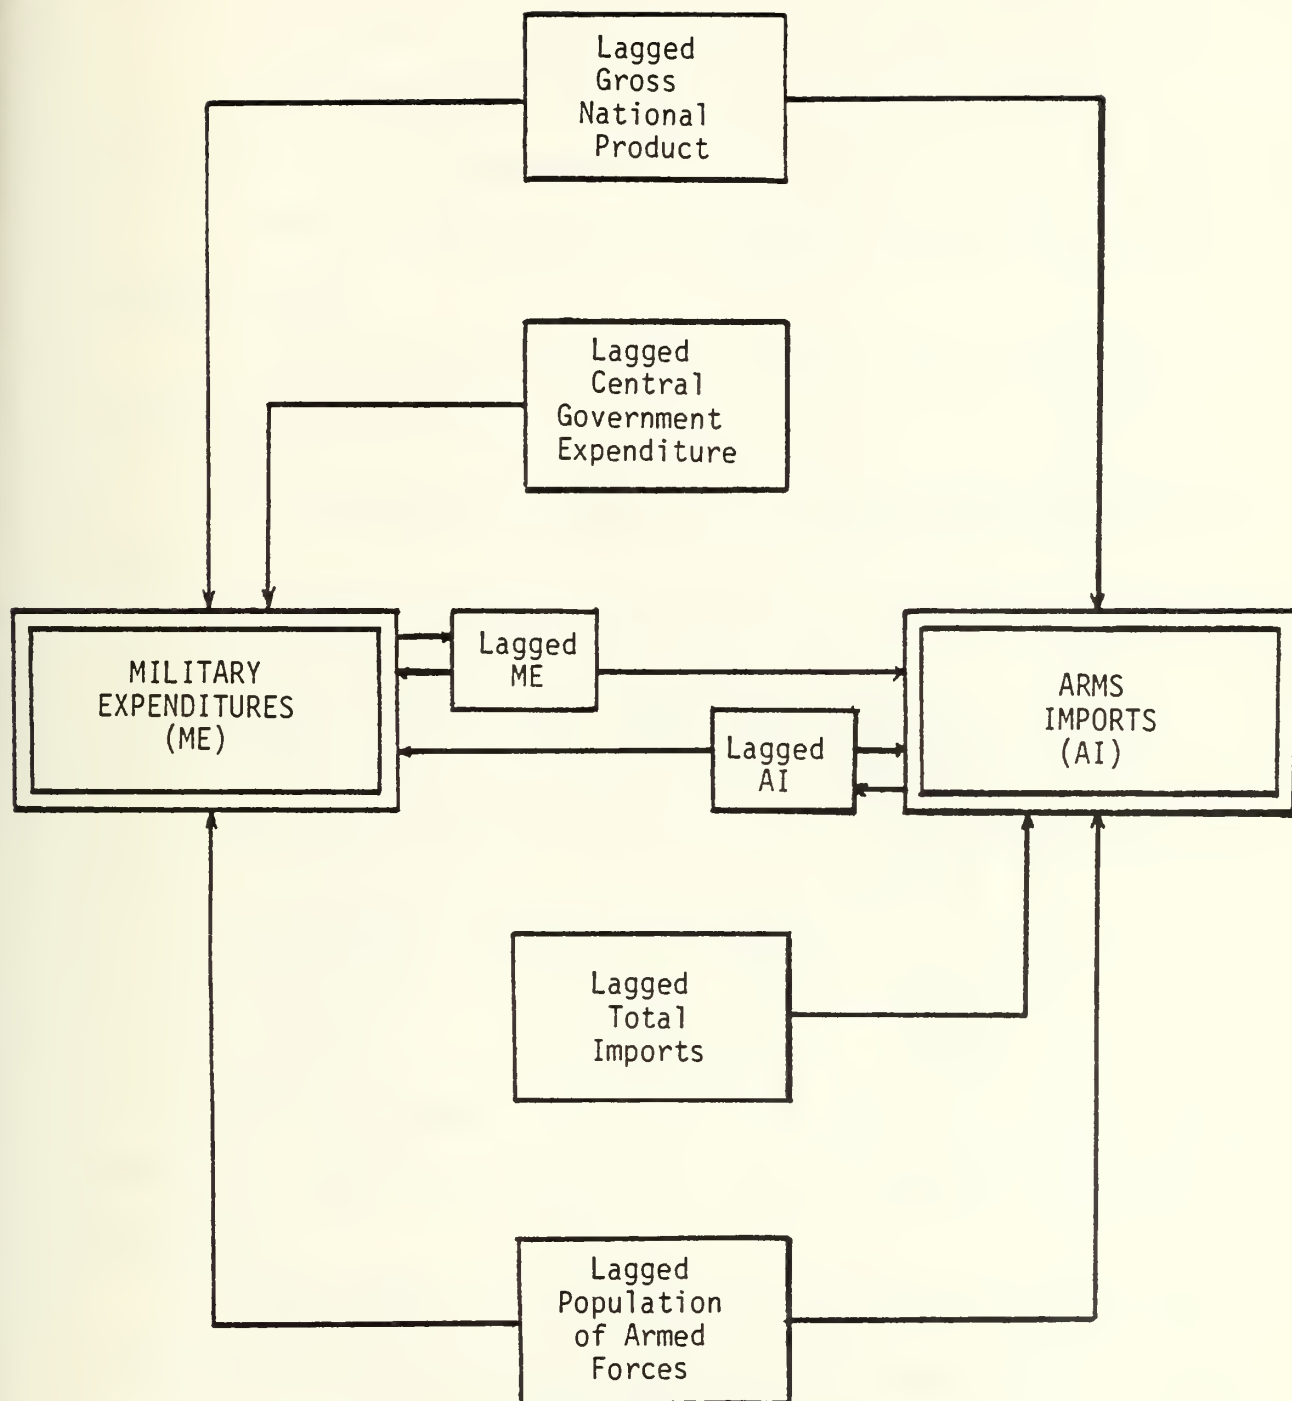 Lagged
Gross
National
Product
Lagged
Central
Government
Expenditure
MILITARY
EXPENDITURES
(ME)
Lagged
ME
Lagged
AI
ARMS
IMPORTS
(AI)
Lagged
Total
Imports
Lagged
Population
of Armed
Forces